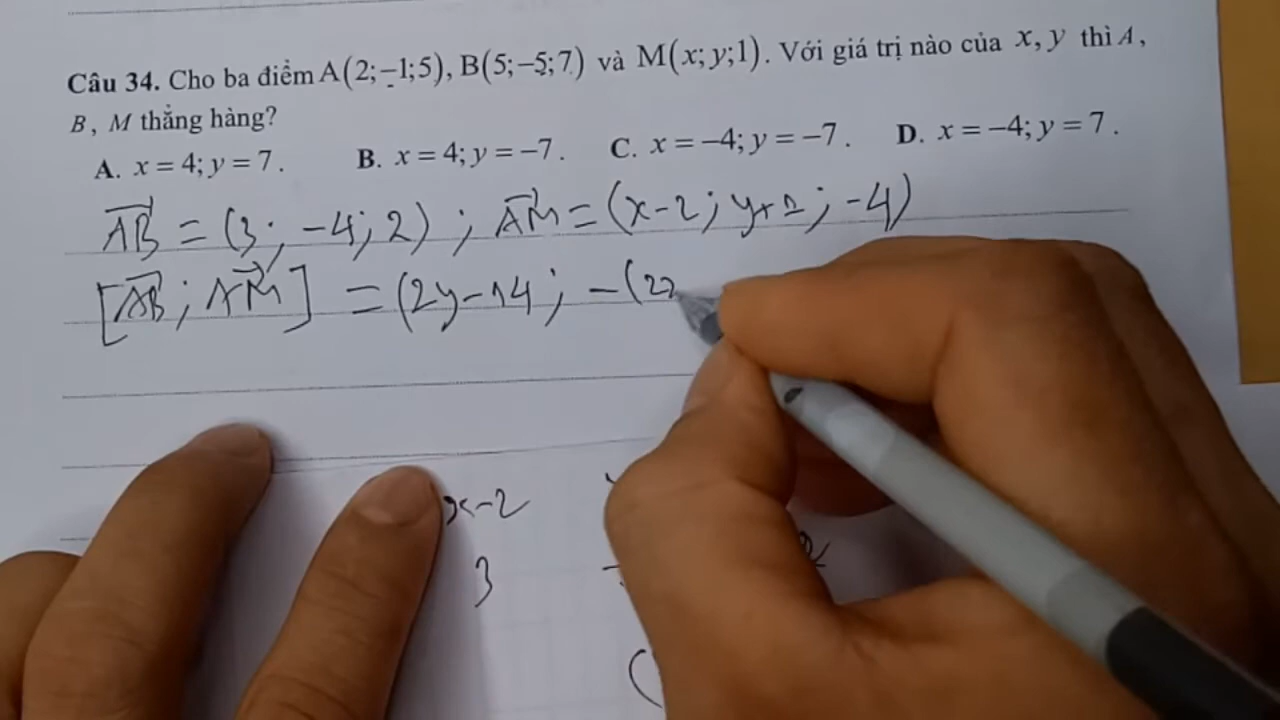 Câu 34. Cho ba điểm A(2;-1;5), B(5;-5;7) và M(x;y;1). Với giá trị nào của x, y thì A,
B, M thẳng hàng?
A. x = 4; y = 7. B. x = 4; y = -7. C. x = -4; y = -7. D. x = -4; y = 7.
AB = (3; -4; 2) ; AM = (x-2; y+1; -4)
[AB; AM] = (2y-14; -(2x
x-2
3
(